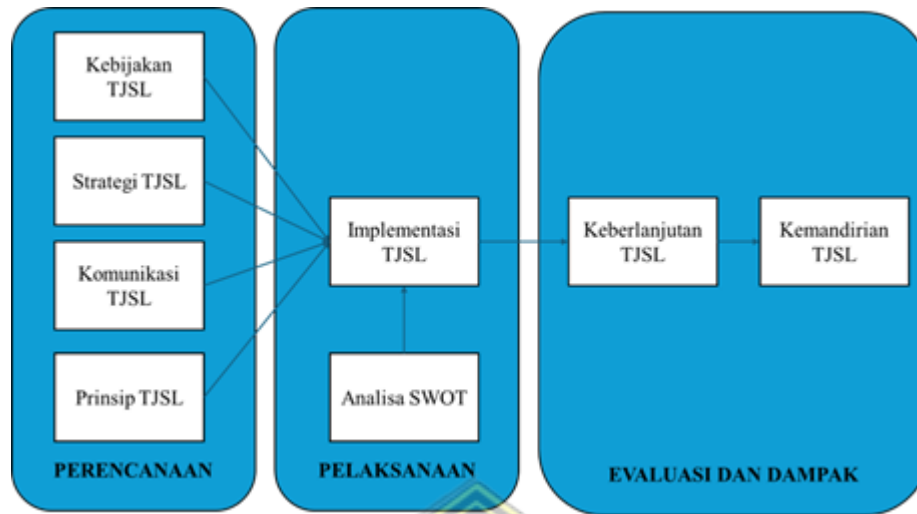 Kebijakan
TJSL
Strategi TJSL
Komunikasi
TJSL
Prinsip TJSL
PERENCANAAN
Implementasi
TJSL
Analisa SWOT
PELAKSANAAN
Keberlanjutan
TJSL
Kemandirian
TJSL
EVALUASI DAN DAMPAK